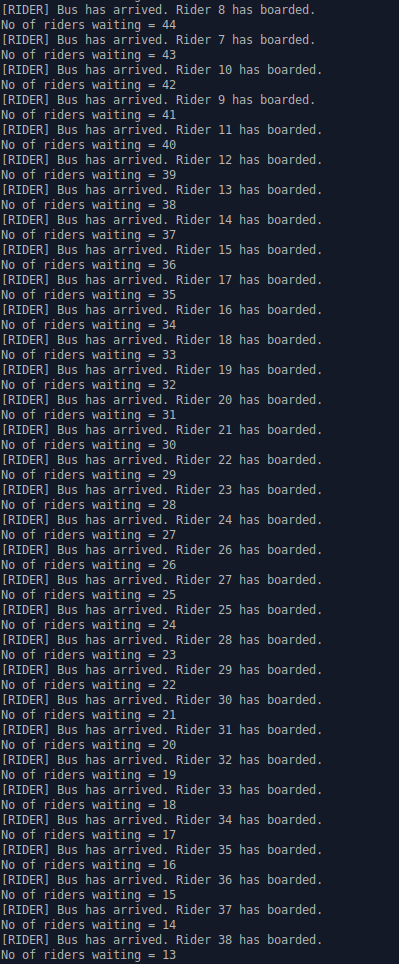 [RIDER] Bus has arrived. Rider 8 has boarded.
No of riders waiting = 44
[RIDER] Bus has arrived. Rider 7 has boarded.
No of riders waiting = 43
[RIDER] Bus has arrived. Rider 10 has boarded.
No of riders waiting = 42
[RIDER] Bus has arrived. Rider 9 has boarded.
No of riders waiting = 41
[RIDER] Bus has arrived. Rider 11 has boarded.
No of riders waiting = 40
[RIDER] Bus has arrived. Rider 12 has boarded.
No of riders waiting = 39
[RIDER] Bus has arrived. Rider 13 has boarded.
No of riders waiting = 38
[RIDER] Bus has arrived. Rider 14 has boarded.
No of riders waiting = 37
[RIDER] Bus has arrived. Rider 15 has boarded.
No of riders waiting = 36
[RIDER] Bus has arrived. Rider 17 has boarded.
No of riders waiting = 35
[RIDER] Bus has arrived. Rider 16 has boarded.
No of riders waiting = 34
[RIDER] Bus has arrived. Rider 18 has boarded.
No of riders waiting = 33
[RIDER] Bus has arrived. Rider 19 has boarded.
No of riders waiting = 32
[RIDER] Bus has arrived. Rider 20 has boarded.
No of riders waiting = 31
[RIDER] Bus has arrived. Rider 21 has boarded.
No of riders waiting = 30
[RIDER] Bus has arrived. Rider 22 has boarded.
No of riders waiting = 29
[RIDER] Bus has arrived. Rider 23 has boarded.
No of riders waiting = 28
[RIDER] Bus has arrived. Rider 24 has boarded.
No of riders waiting = 27
[RIDER] Bus has arrived. Rider 26 has boarded.
No of riders waiting = 26
[RIDER] Bus has arrived. Rider 27 has boarded.
No of riders waiting = 25
[RIDER] Bus has arrived. Rider 25 has boarded.
No of riders waiting = 24
[RIDER] Bus has arrived. Rider 28 has boarded.
No of riders waiting = 23
[RIDER] Bus has arrived. Rider 29 has boarded.
No of riders waiting = 22
[RIDER] Bus has arrived. Rider 30 has boarded.
No of riders waiting = 21
[RIDER] Bus has arrived. Rider 31 has boarded.
No of riders waiting = 20
[RIDER] Bus has arrived. Rider 32 has boarded.
No of riders waiting = 19
[RIDER] Bus has arrived. Rider 33 has boarded.
No of riders waiting = 18
[RIDER] Bus has arrived. Rider 34 has boarded.
No of riders waiting = 17
[RIDER] Bus has arrived. Rider 35 has boarded.
No of riders waiting = 16
[RIDER] Bus has arrived. Rider 36 has boarded.
No of riders waiting = 15
[RIDER] Bus has arrived. Rider 37 has boarded.
No of riders waiting = 14
[RIDER] Bus has arrived. Rider 38 has boarded.
No of riders waiting = 13